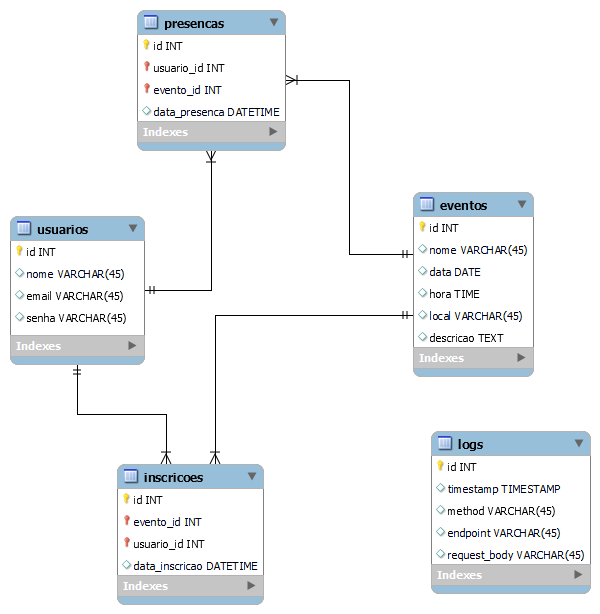 presencas
id INT
usuario_id INT
evento_id INT
data_presenca DATETIME
Indexes
usuarios
id INT
nome VARCHAR(45)
email VARCHAR(45)
senha VARCHAR(45)
Indexes
eventos
id INT
nome VARCHAR(45)
data DATE
hora TIME
local VARCHAR(45)
descricao TEXT
Indexes
inscricoes
id INT
evento_id INT
usuario_id INT
data_inscricao DATETIME
Indexes
logs
id INT
timestamp TIMESTAMP
method VARCHAR(45)
endpoint VARCHAR(45)
request_body VARCHAR(45)
Indexes